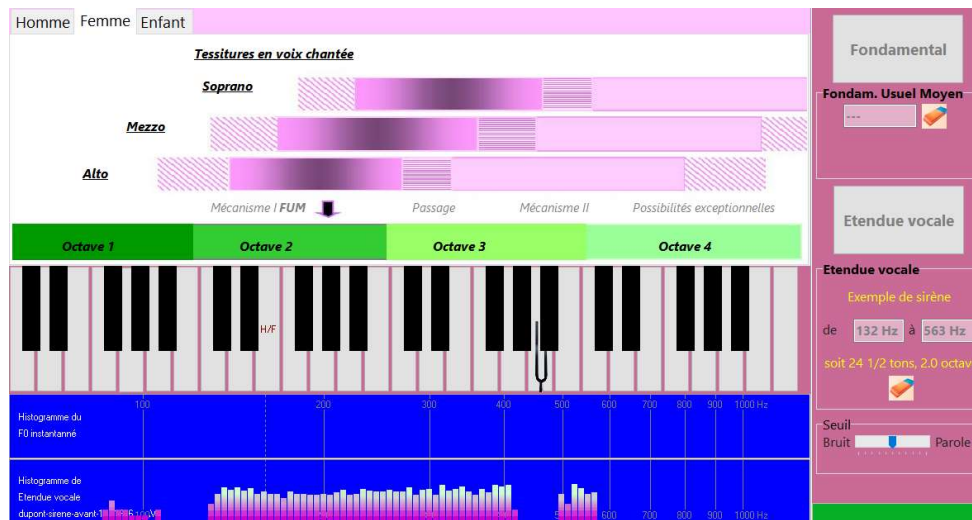 Homme Femme Enfant
Tessitures en voix chantée
Soprano
Mezzo
Alto
Mécanisme I FUM Passage Mécanisme II Possibilités exceptionnelles
Octave 1 Octave 2 Octave 3 Octave 4
H/F
100 200 300 400 500 600 700 800 900 1000 Hz
Histogramme du
F0 instantanné
Histogramme de
Etendue vocale
dupont-sirene-avant-1
600 700 800 900 1000 Hz
Fondamental
Fondam. Usuel Moyen
---
Etendue vocale
Etendue vocale
Exemple de sirène
de 132 Hz à 563 Hz
soit 24 1/2 tons, 2.0 octav
Seuil
Bruit Parole